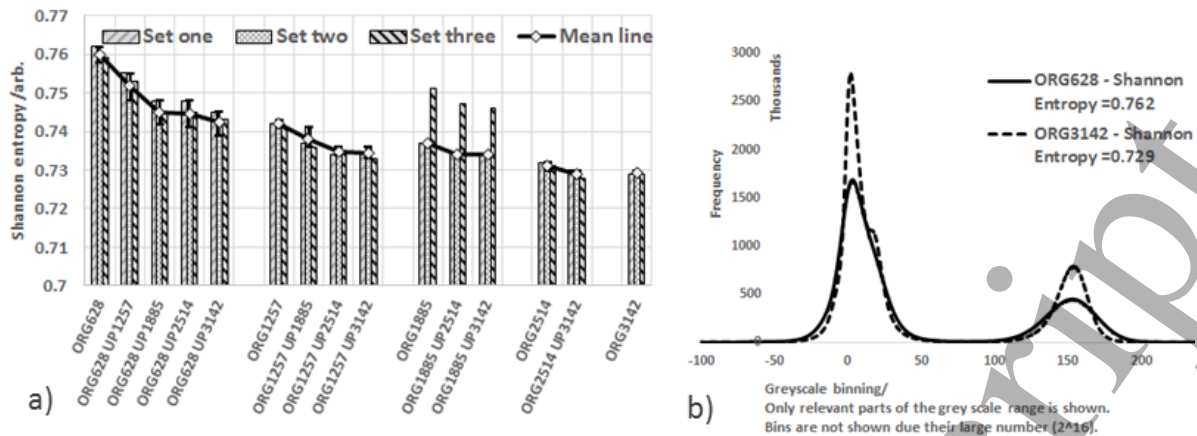 0.77
0.76
0.75
0.74
0.73
0.72
0.71
0.7
Shannon entropy /arb.
Set one
Set two
Set three
Mean line
ORG628
ORG628 UP1257
ORG628 UP1885
ORG628 UP2514
ORG628 UP3142
ORG1257
ORG1257 UP1885
ORG1257 UP2514
ORG1257 UP3142
ORG1885
ORG1885 UP2514
ORG1885 UP3142
ORG2514
ORG2514 UP3142
ORG3142
a)
3000
2500
2000
1500
1000
500
0
Thousands
Frequency
ORG628 - Shannon
Entropy =0.762
ORG3142 - Shannon
Entropy =0.729
-100
-50
0
50
100
150
200
Greyscale binning/
Only relevant parts of the grey scale range is shown.
Bins are not shown due their large number (2^16).
b)
ript